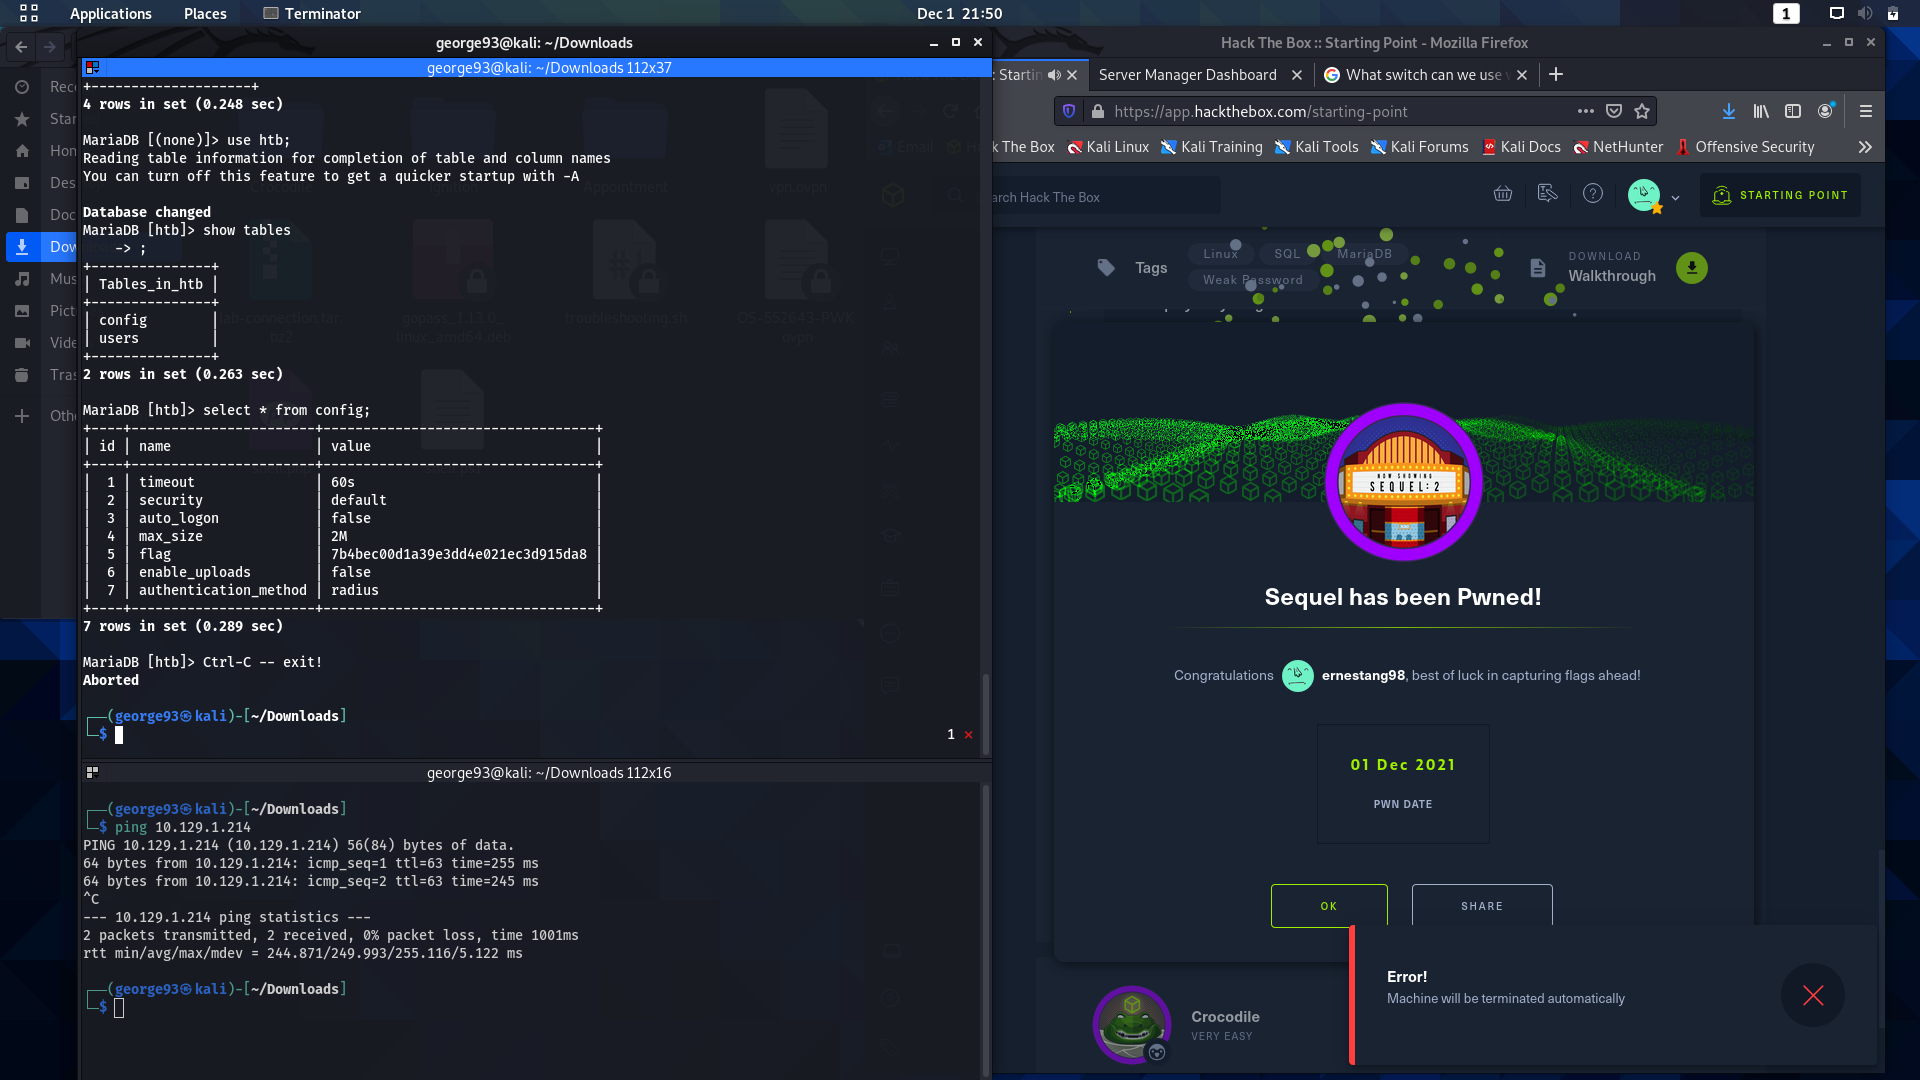 Applications Places Terminator Dec 1 21:50 1
george93@kali: ~/Downloads
george93@kali: ~/Downloads 112x37
+--------------------+
4 rows in set (0.248 sec)
MariaDB [(none)]> use htb;
Reading table information for completion of table and column names
You can turn off this feature to get a quicker startup with -A
Database changed
MariaDB [htb]> show tables
-> ;
+---------------+
| Tables_in_htb |
+---------------+
| config |
| users |
+---------------+
2 rows in set (0.263 sec)
MariaDB [htb]> select * from config;
+----+-----------------------+----------------------------------+
| id | name | value |
+----+-----------------------+----------------------------------+
| 1 | timeout | 60s |
| 2 | security | default |
| 3 | auto_logon | false |
| 4 | max_size | 2M |
| 5 | flag | 7b4bec00d1a39e3dd4e021ec3d915da8 |
| 6 | enable_uploads | false |
| 7 | authentication_method | radius |
+----+-----------------------+----------------------------------+
7 rows in set (0.289 sec)
MariaDB [htb]> Ctrl-C -- exit!
Aborted
(george93㉿kali)-[~/Downloads]
$
1 ×
george93@kali: ~/Downloads 112x16
(george93㉿kali)-[~/Downloads]
$ ping 10.129.1.214
PING 10.129.1.214 (10.129.1.214) 56(84) bytes of data.
64 bytes from 10.129.1.214: icmp_seq=1 ttl=63 time=255 ms
64 bytes from 10.129.1.214: icmp_seq=2 ttl=63 time=245 ms
^C
--- 10.129.1.214 ping statistics ---
2 packets transmitted, 2 received, 0% packet loss, time 1001ms
rtt min/avg/max/mdev = 244.871/249.993/255.116/5.122 ms
(george93㉿kali)-[~/Downloads]
$
Hack The Box :: Starting Point - Mozilla Firefox
: Startin Server Manager Dashboard What switch can we use
https://app.hackthebox.com/starting-point
The Box Kali Linux Kali Training Kali Tools Kali Forums Kali Docs NetHunter Offensive Security
arch Hack The Box
STARTING POINT
Tags
Linux SQL MariaDB
Weak Password
DOWNLOAD
Walkthrough
NOW SHOWING
SEQUEL: 2
Sequel has been Pwned!
Congratulations ernestang98, best of luck in capturing flags ahead!
01 Dec 2021
PWN DATE
OK SHARE
Crocodile
VERY EASY
Error!
Machine will be terminated automatically
Rece
Star
Hom
Des
Doc
Dow
Mus
Pict
Vide
Tras
Othe
vpn.ovpn
Appointment
troubleshooting.sh
OS-552643-PWK
ovpn